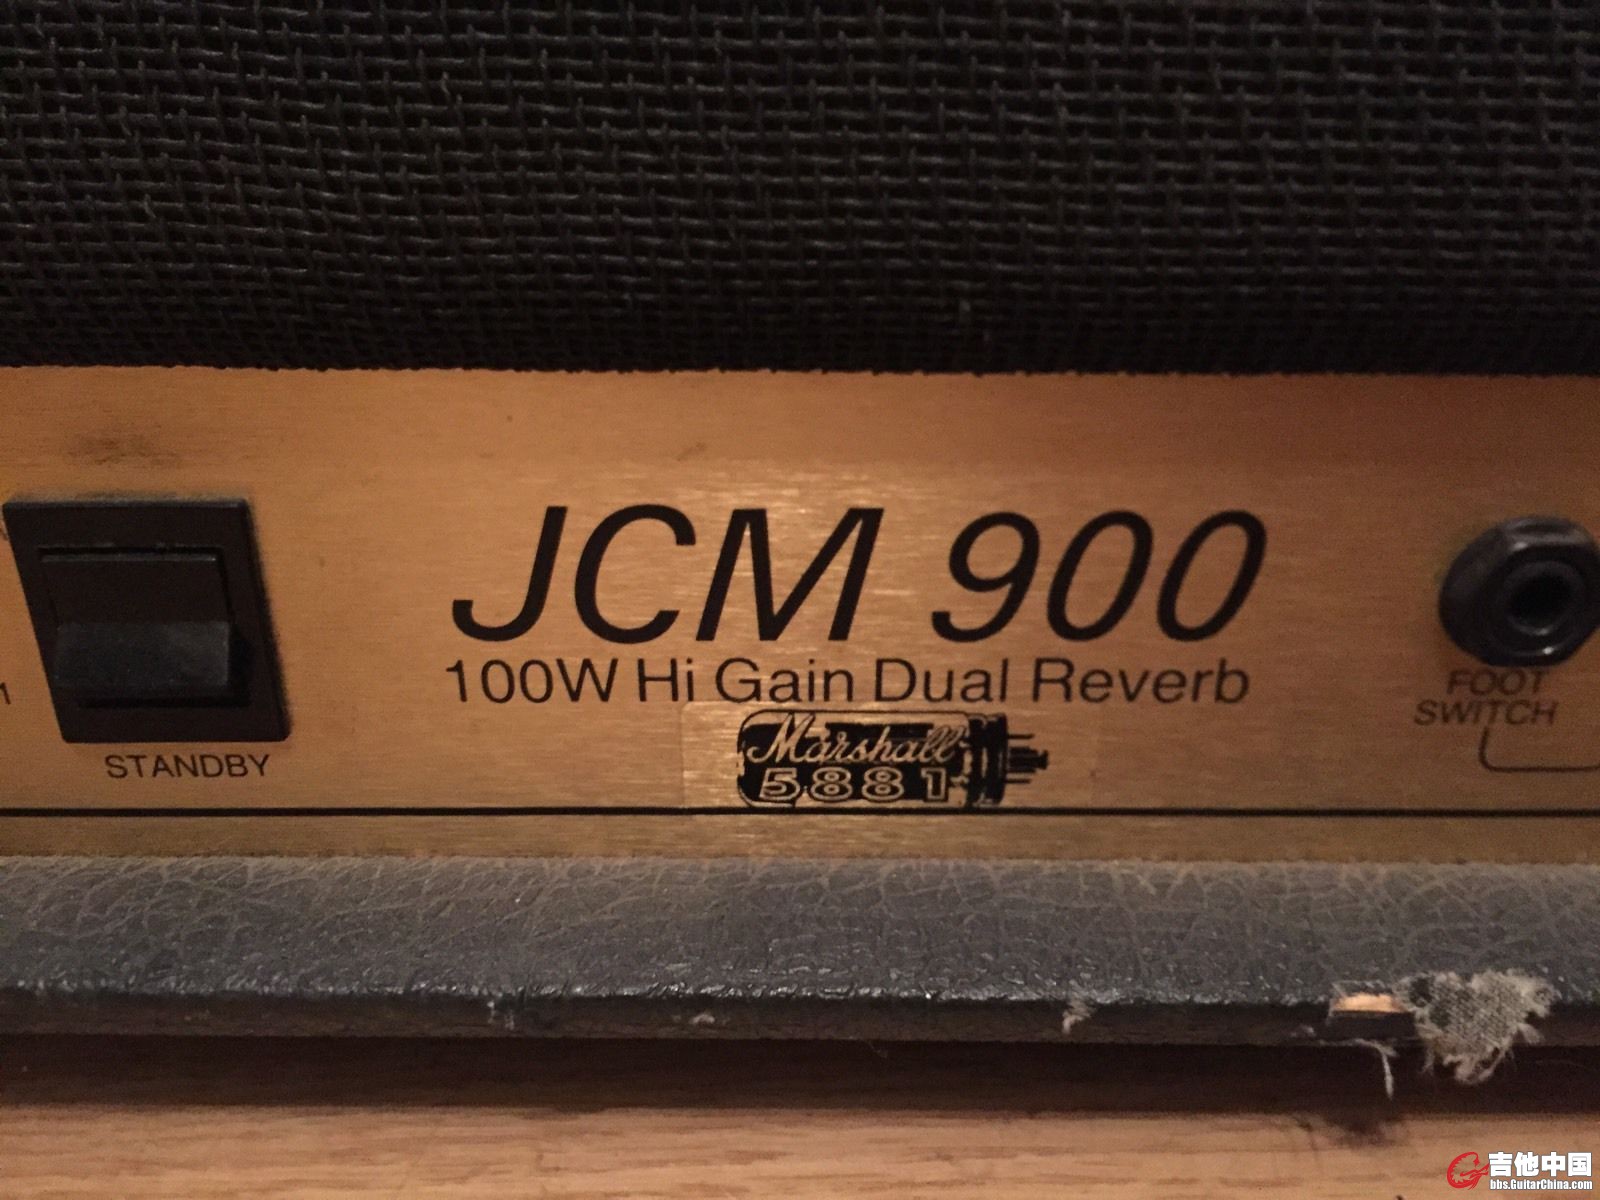 JCM 900
100W Hi Gain Dual Reverb
Marshall
5881
1
STANDBY
FOOT
SWITCH
吉他中国
bbs.GuitarChina.com